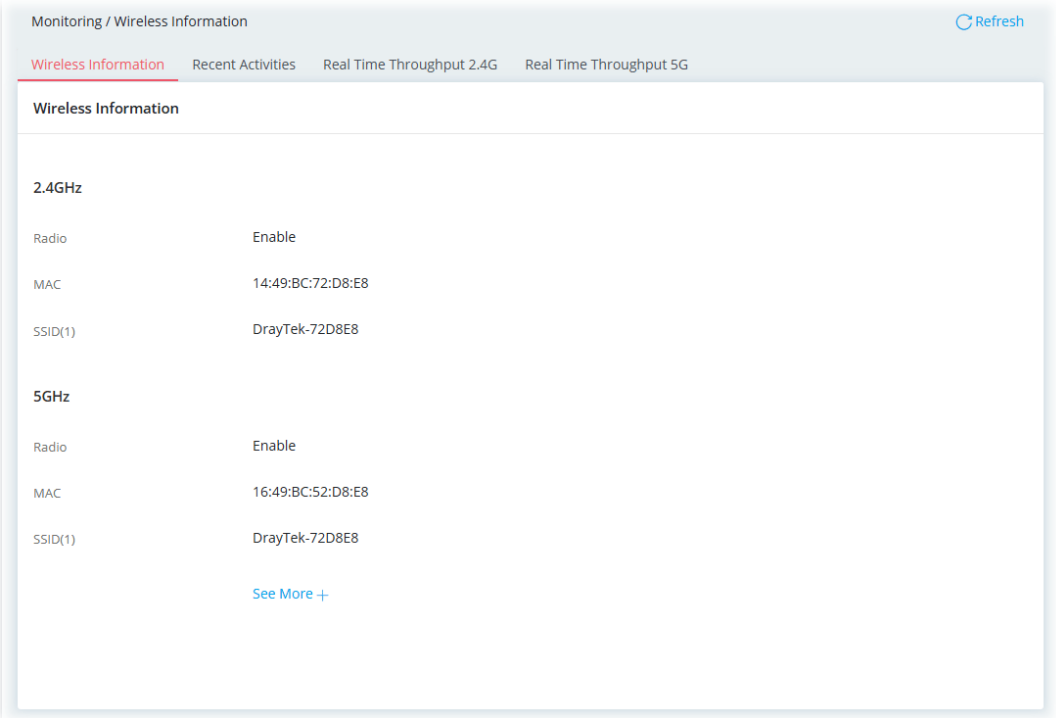 Monitoring / Wireless Information
Refresh
Wireless Information Recent Activities Real Time Throughput 2.4G Real Time Throughput 5G
Wireless Information
2.4GHz
Radio Enable
MAC 14:49:BC:72:D8:E8
SSID(1) DrayTek-72D8E8
5GHz
Radio Enable
MAC 16:49:BC:52:D8:E8
SSID(1) DrayTek-72D8E8
See More +